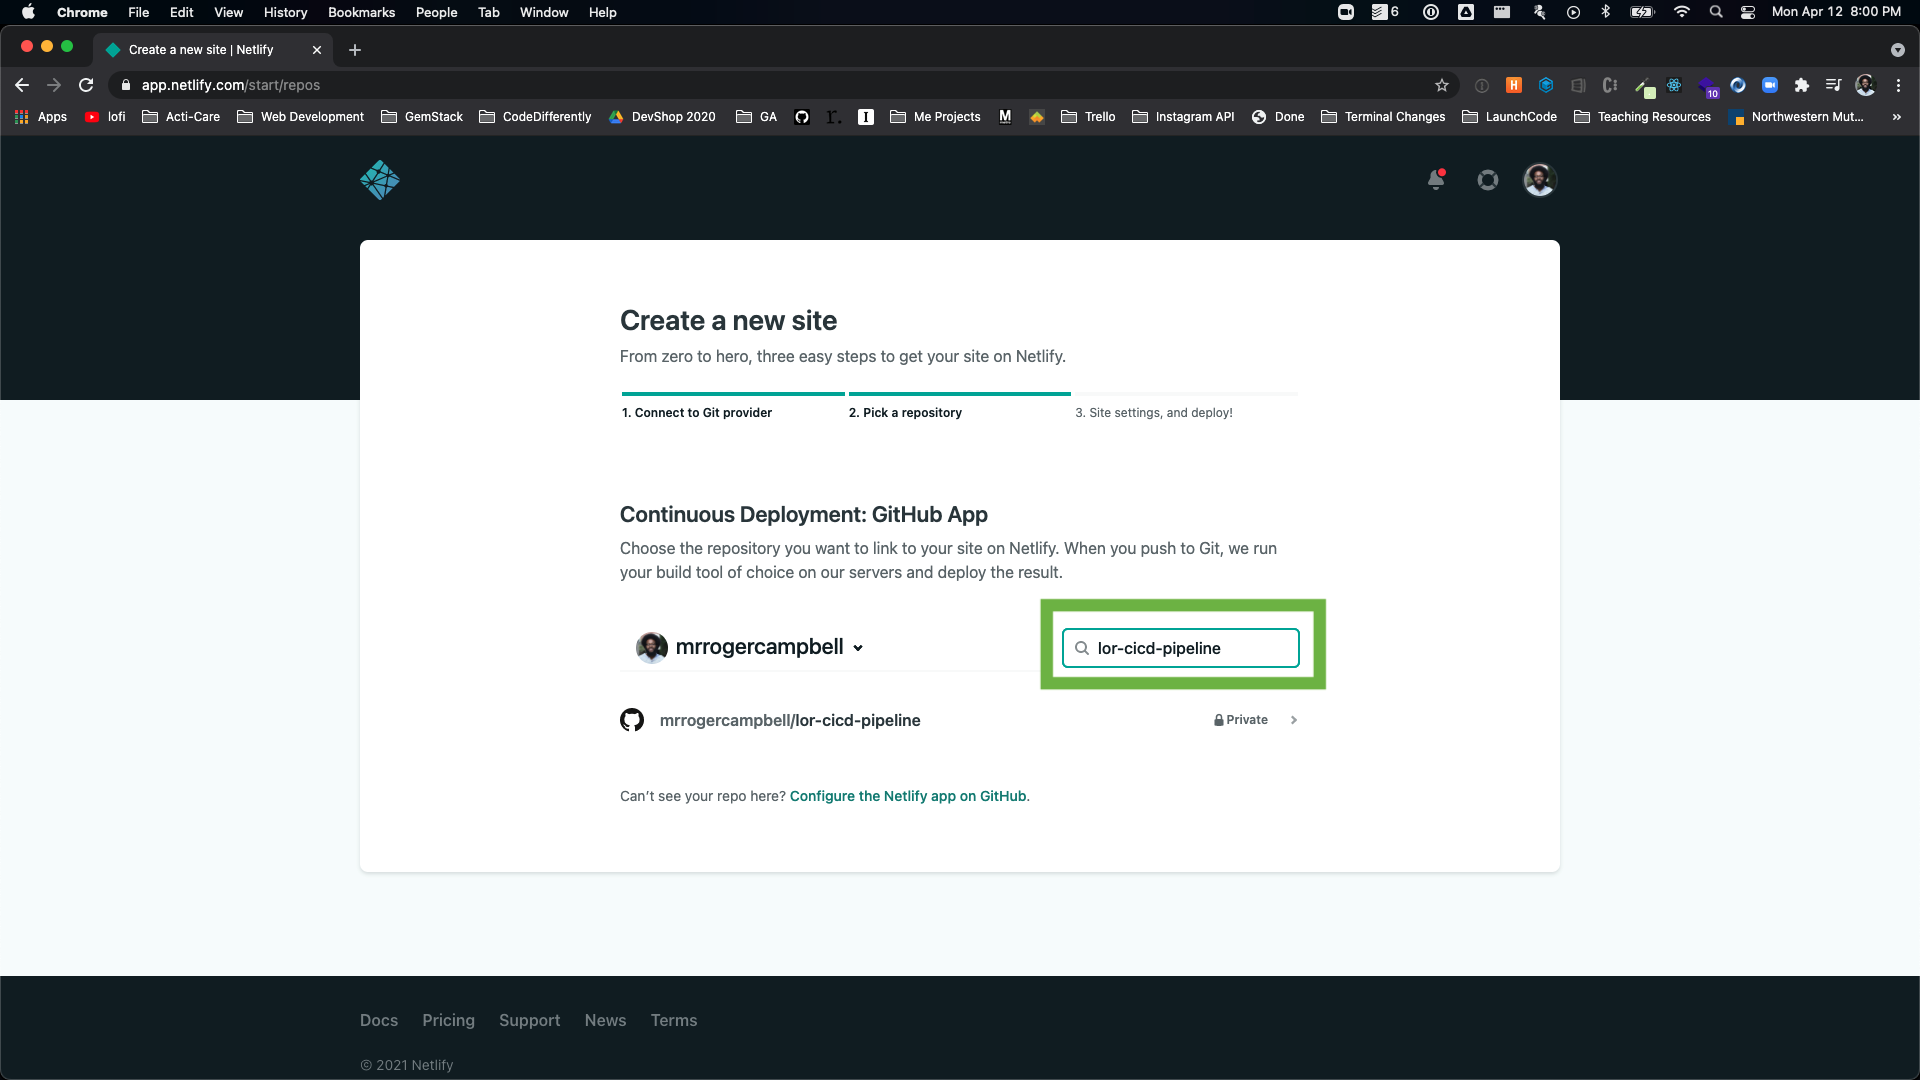 Chrome File Edit View History Bookmarks People Tab Window Help 6 Mon Apr 12 8:00 PM
Create a new site | Netlify
app.netlify.com/start/repos
H C 10
Apps lofi Acti-Care Web Development GemStack CodeDifferently DevShop 2020 GA r. I Me Projects M Trello Instagram API Done Terminal Changes LaunchCode Teaching Resources Northwestern Mut... »
Create a new site
From zero to hero, three easy steps to get your site on Netlify.
1. Connect to Git provider 2. Pick a repository 3. Site settings, and deploy!
Continuous Deployment: GitHub App
Choose the repository you want to link to your site on Netlify. When you push to Git, we run
your build tool of choice on our servers and deploy the result.
mrrogercampbell lor-cicd-pipeline
mrrogercampbell/lor-cicd-pipeline Private
Can’t see your repo here? Configure the Netlify app on GitHub.
Docs Pricing Support News Terms
© 2021 Netlify